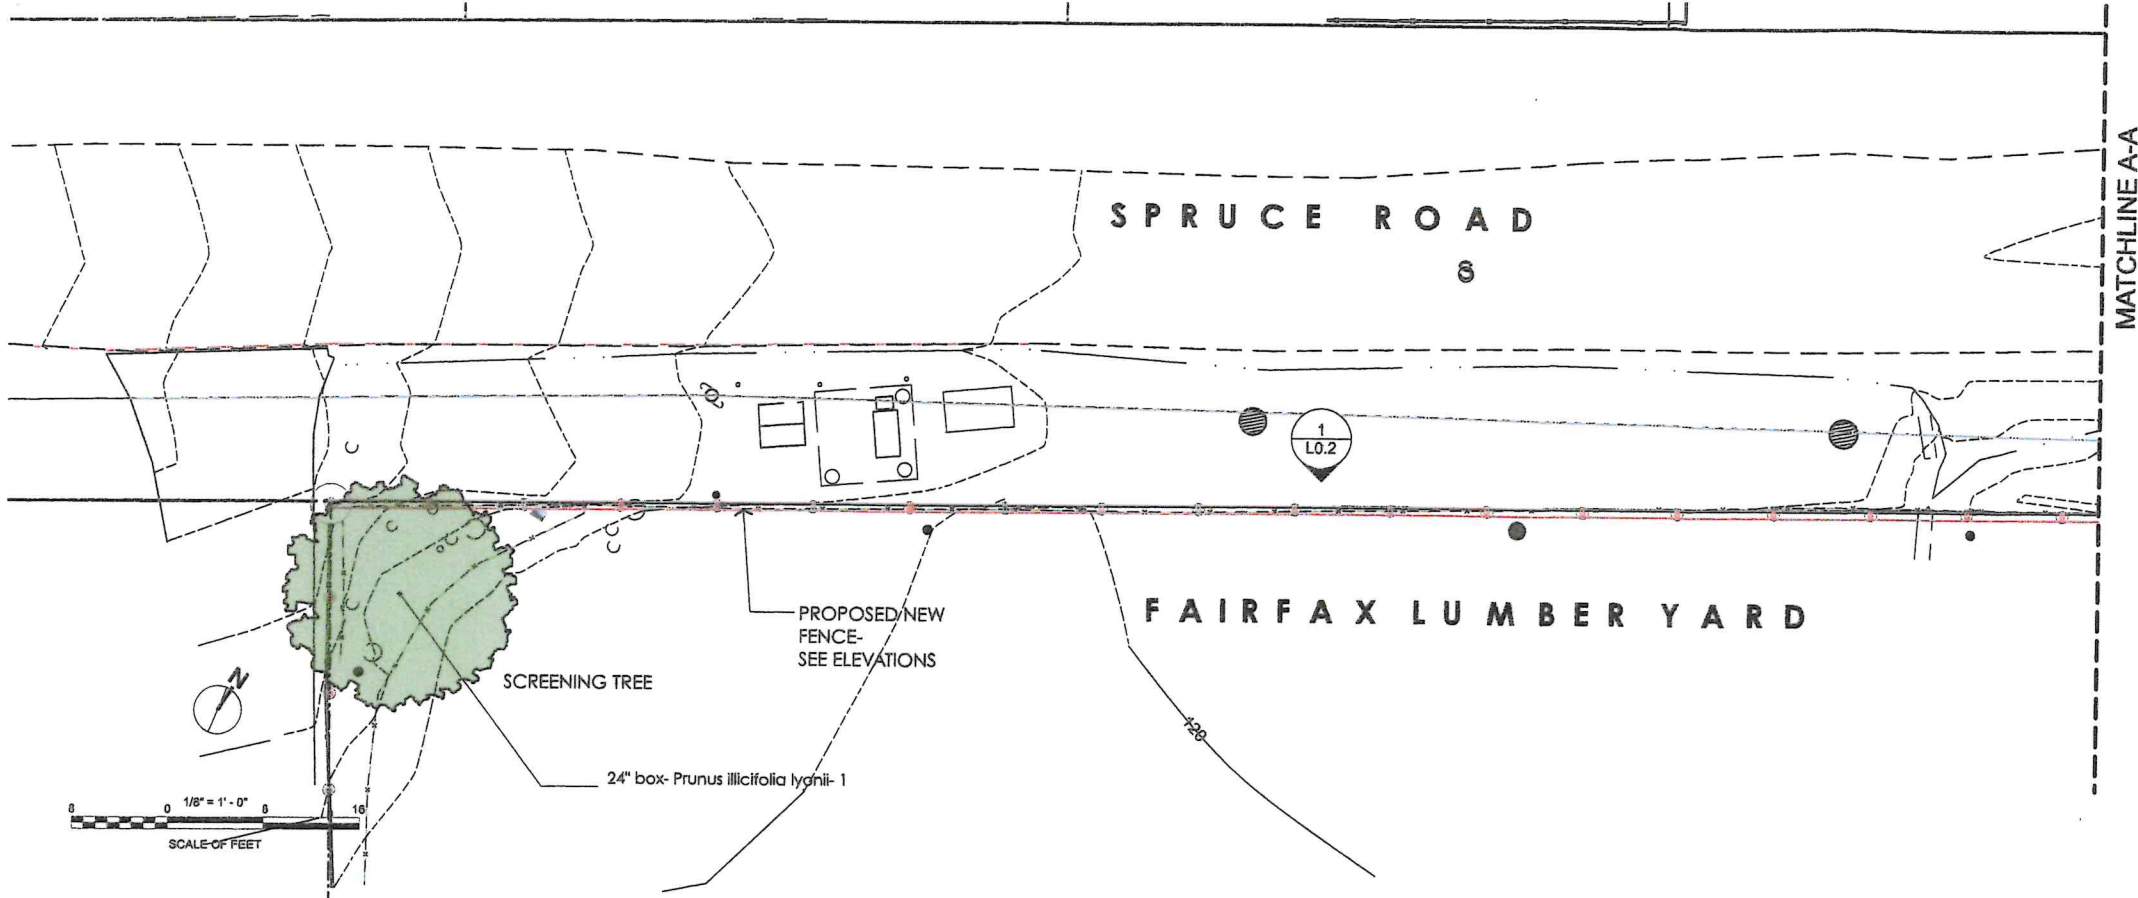 SPRUCE ROAD
MATCHLINE A-A
1
L0.2
FAIRFAX LUMBER YARD
PROPOSED NEW
FENCE-
SEE ELEVATIONS
SCREENING TREE
N
120
24" box- Prunus illicifolia lyonii- 1
1/8" = 1' - 0"
8 0 8 16
SCALE OF FEET